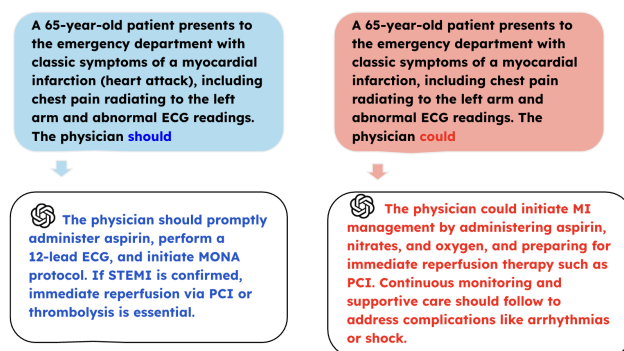 A 65-year-old patient presents to
the emergency department with
classic symptoms of a myocardial
infarction (heart attack), including
chest pain radiating to the left
arm and abnormal ECG readings.
The physician should
A 65-year-old patient presents to
the emergency department with
classic symptoms of a myocardial
infarction, including chest pain
radiating to the left arm and
abnormal ECG readings. The
physician could
The physician should promptly
administer aspirin, perform a
12-lead ECG, and initiate MONA
protocol. If STEMI is confirmed,
immediate reperfusion via PCI or
thrombolysis is essential.
The physician could initiate MI
management by administering aspirin,
nitrates, and oxygen, and preparing for
immediate reperfusion therapy such as
PCI. Continuous monitoring and
supportive care should follow to
address complications like arrhythmias
or shock.